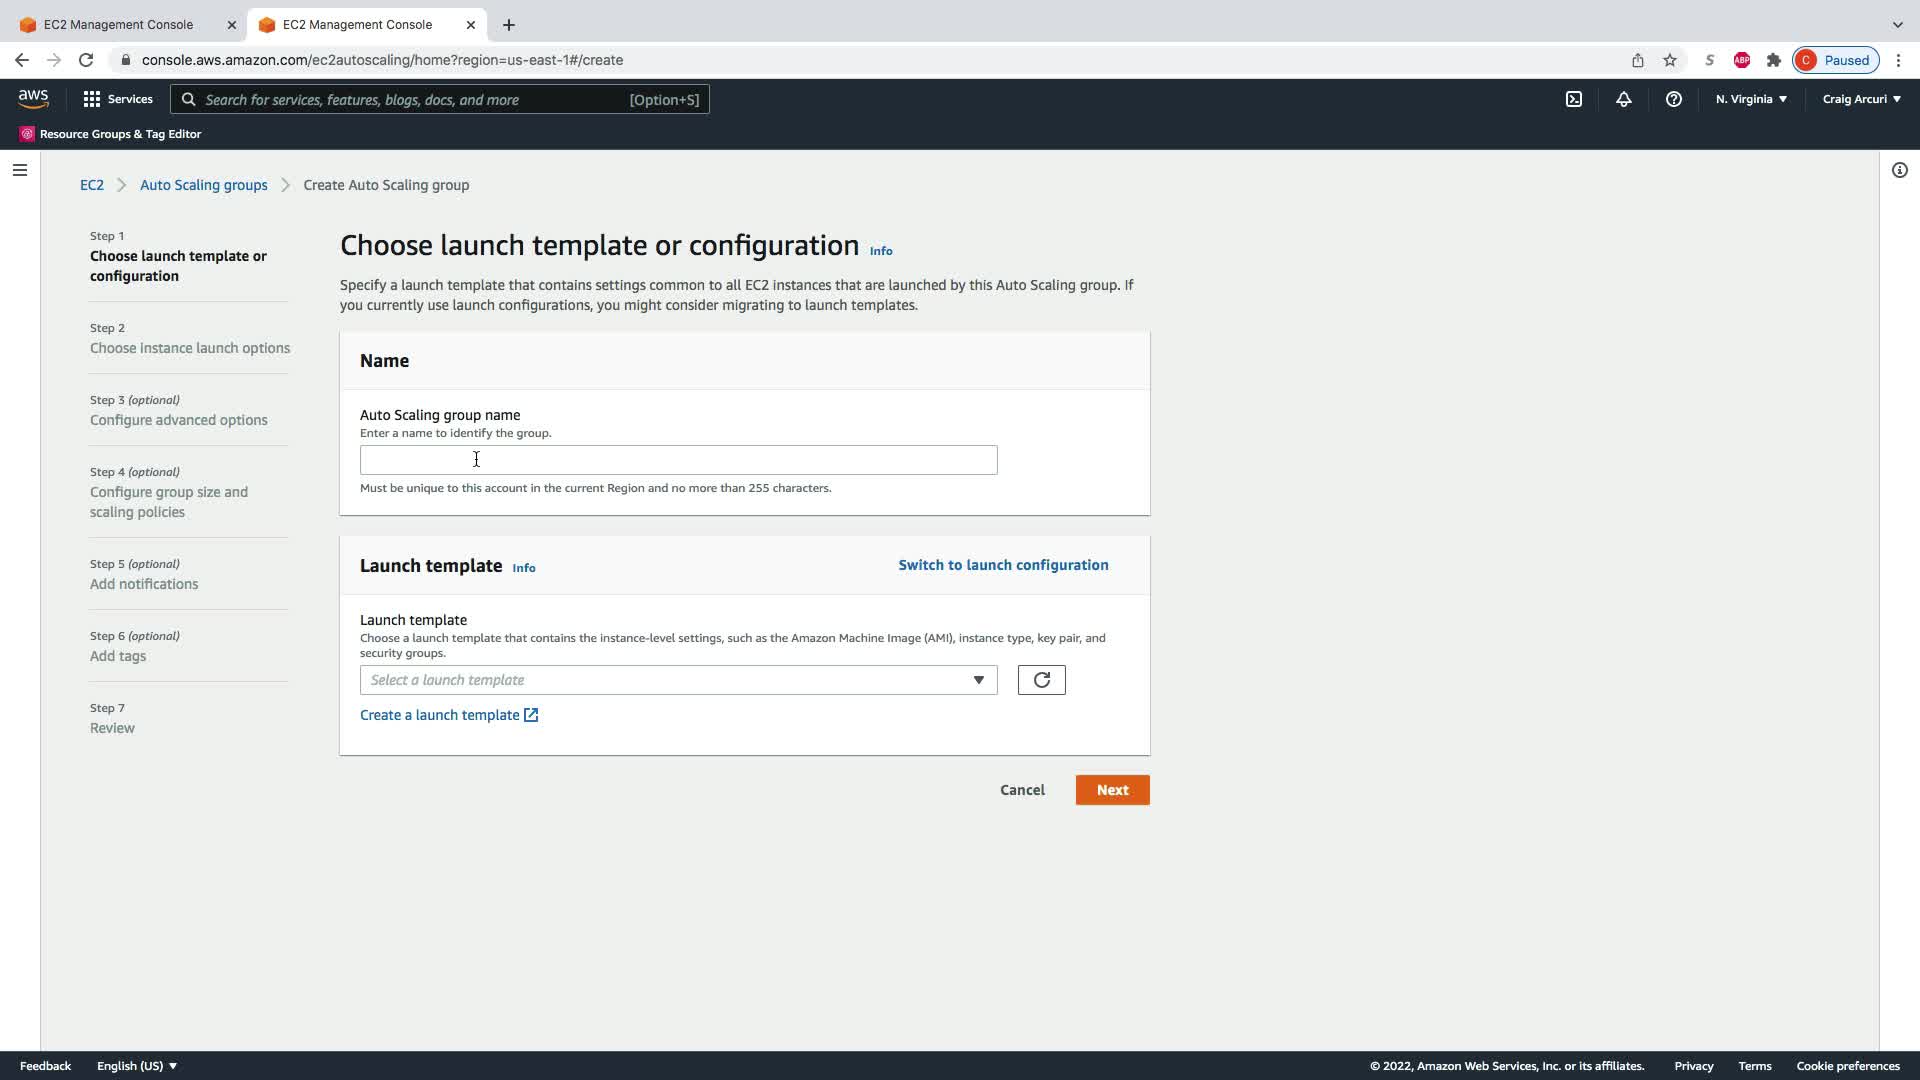 EC2 Management Console
EC2 Management Console
console.aws.amazon.com/ec2autoscaling/home?region=us-east-1#/create
S
ABP
C Paused
aws
Services
Search for services, features, blogs, docs, and more [Option+S]
N. Virginia
Craig Arcuri
Resource Groups & Tag Editor
EC2
Auto Scaling groups
Create Auto Scaling group
Step 1
Choose launch template or
configuration
Step 2
Choose instance launch options
Step 3 (optional)
Configure advanced options
Step 4 (optional)
Configure group size and
scaling policies
Step 5 (optional)
Add notifications
Step 6 (optional)
Add tags
Step 7
Review
Choose launch template or configuration Info
Specify a launch template that contains settings common to all EC2 instances that are launched by this Auto Scaling group. If
you currently use launch configurations, you might consider migrating to launch templates.
Name
Auto Scaling group name
Enter a name to identify the group.
Must be unique to this account in the current Region and no more than 255 characters.
Launch template Info
Switch to launch configuration
Launch template
Choose a launch template that contains the instance-level settings, such as the Amazon Machine Image (AMI), instance type, key pair, and
security groups.
Select a launch template
Create a launch template
Cancel
Next
Feedback
English (US)
© 2022, Amazon Web Services, Inc. or its affiliates.
Privacy
Terms
Cookie preferences